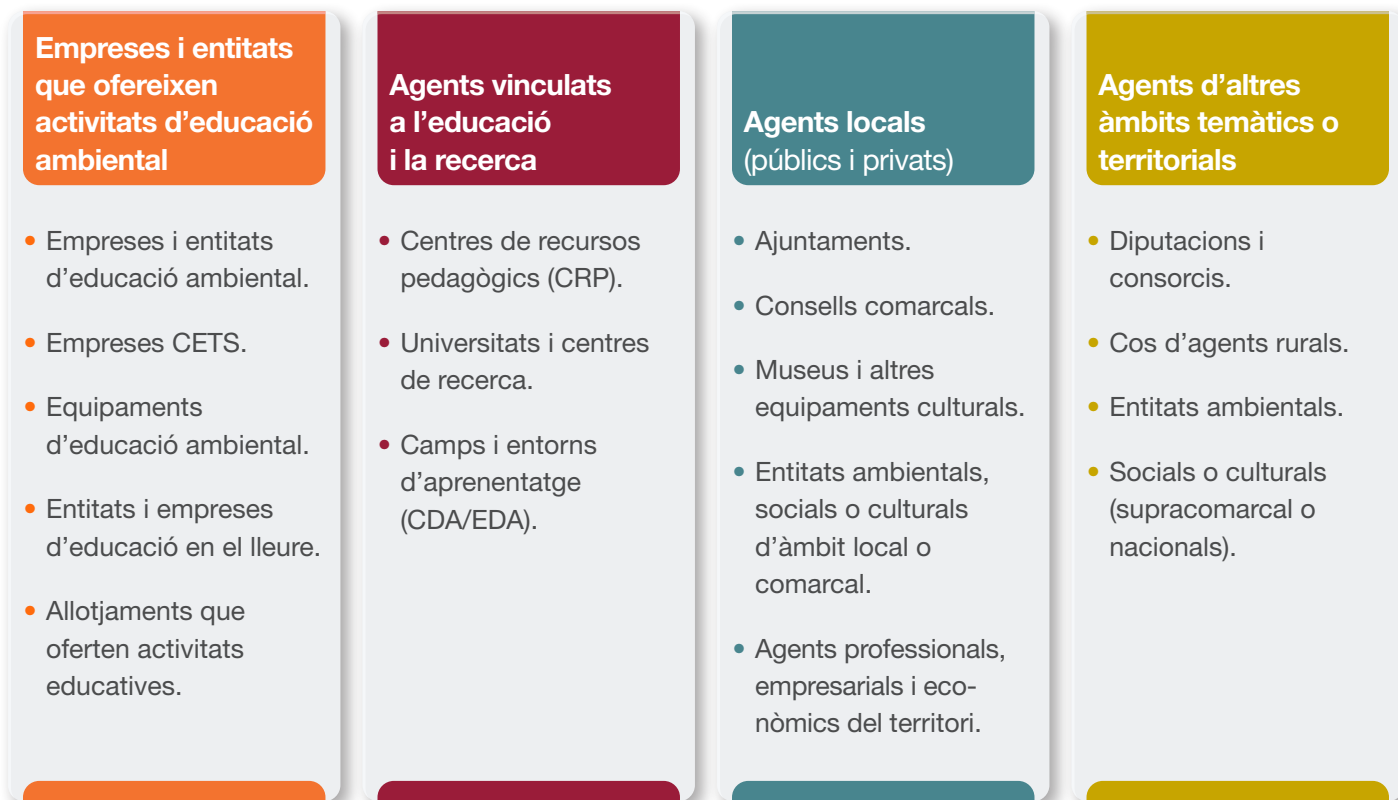 Empreses i entitats
que ofereixen
activitats d’educació
ambiental
• Empreses i entitats
d’educació ambiental.
• Empreses CETS.
• Equipaments
d’educació ambiental.
• Entitats i empreses
d’educació en el lleure.
• Allotjaments que
oferten activitats
educatives.
Agents vinculats
a l’educació
i la recerca
• Centres de recursos
pedagògics (CRP).
• Universitats i centres
de recerca.
• Camps i entorns
d’aprenentatge
(CDA/EDA).
Agents locals
(públics i privats)
• Ajuntaments.
• Consells comarcals.
• Museus i altres
equipaments culturals.
• Entitats ambientals,
socials o culturals
d’àmbit local o
comarcal.
• Agents professionals,
empresarials i eco-
nòmics del territori.
Agents d’altres
àmbits temàtics o
territorials
• Diputacions i
consorcis.
• Cos d’agents rurals.
• Entitats ambientals.
• Socials o culturals
(supracomarcal o
nacionals).